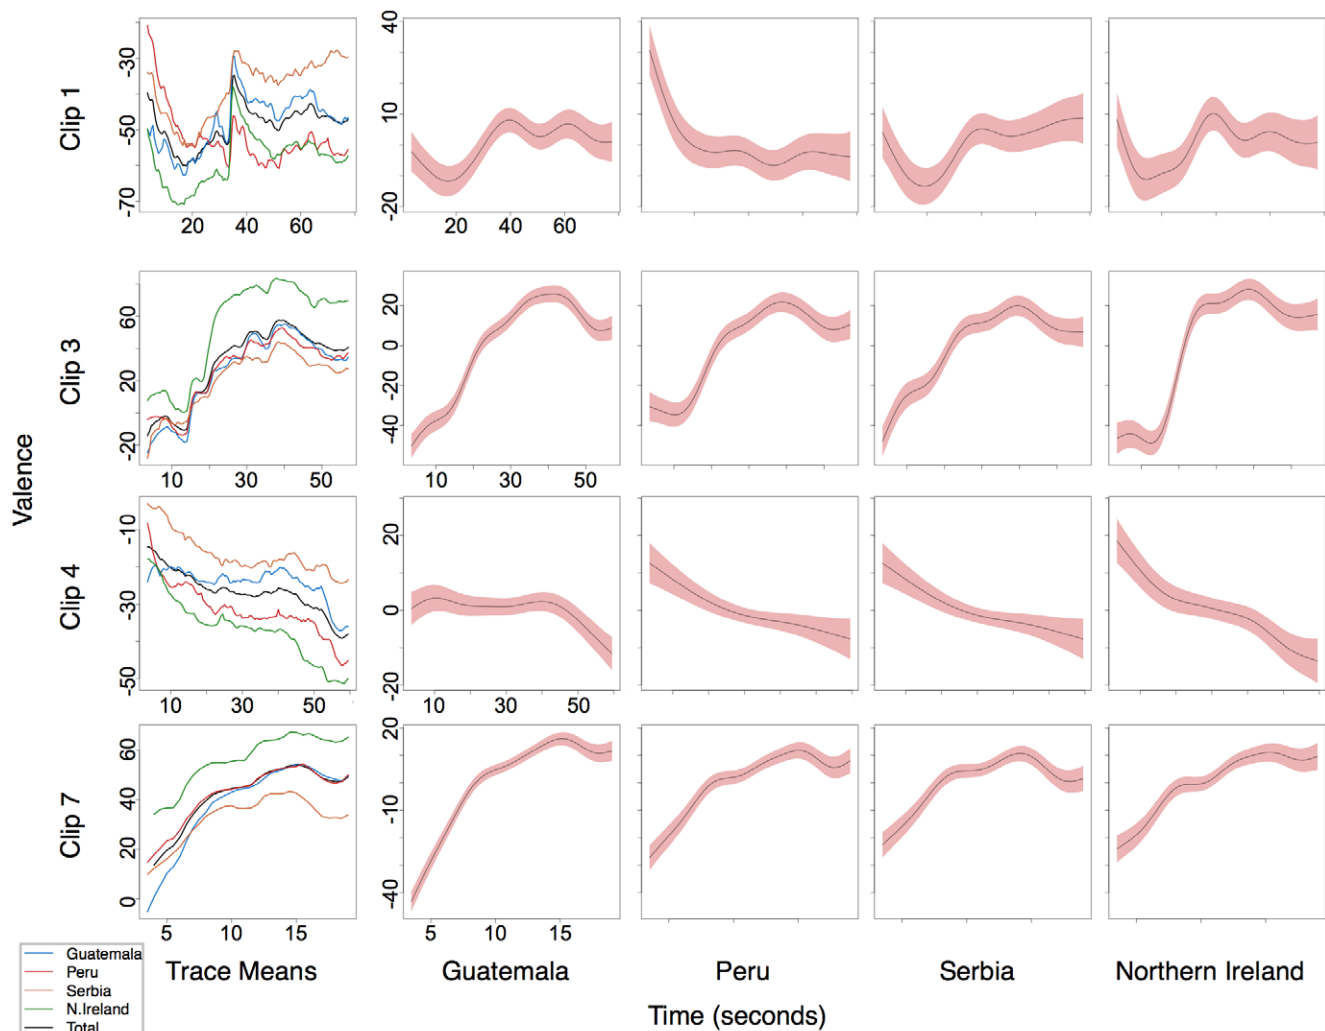 Valence
Clip 1
-30
-50
-70
20 40 60
40
10
-20
20 40 60
Clip 3
60
20
-20
10 30 50
20
0
-40
10 30 50
Clip 4
-10
-30
-50
10 30 50
20
0
-20
10 30 50
Clip 7
60
40
20
0
5 10 15
20
-10
-40
5 10 15
Trace Means Guatemala Peru Serbia Northern Ireland
Time (seconds)
Guatemala
Peru
Serbia
N.Ireland
Total